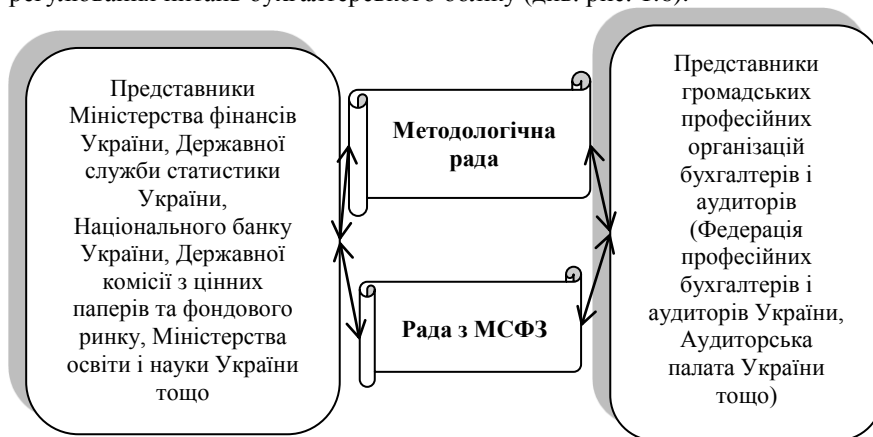 регулювання питань бухгалтерського обліку (див. рис. 1.6).
Представники
Міністерства фінансів
України, Державної
служби статистики
України,
Національного банку
України, Державної
комісії з цінних
паперів та фондового
ринку, Міністерства
освіти і науки України
тощо
Методологічна
рада
Рада з МСФЗ
Представники
громадських
професійних
організацій
бухгалтерів і
аудиторів
(Федерація
професійних
бухгалтерів і
аудиторів України,
Аудиторська
палата України
тощо)